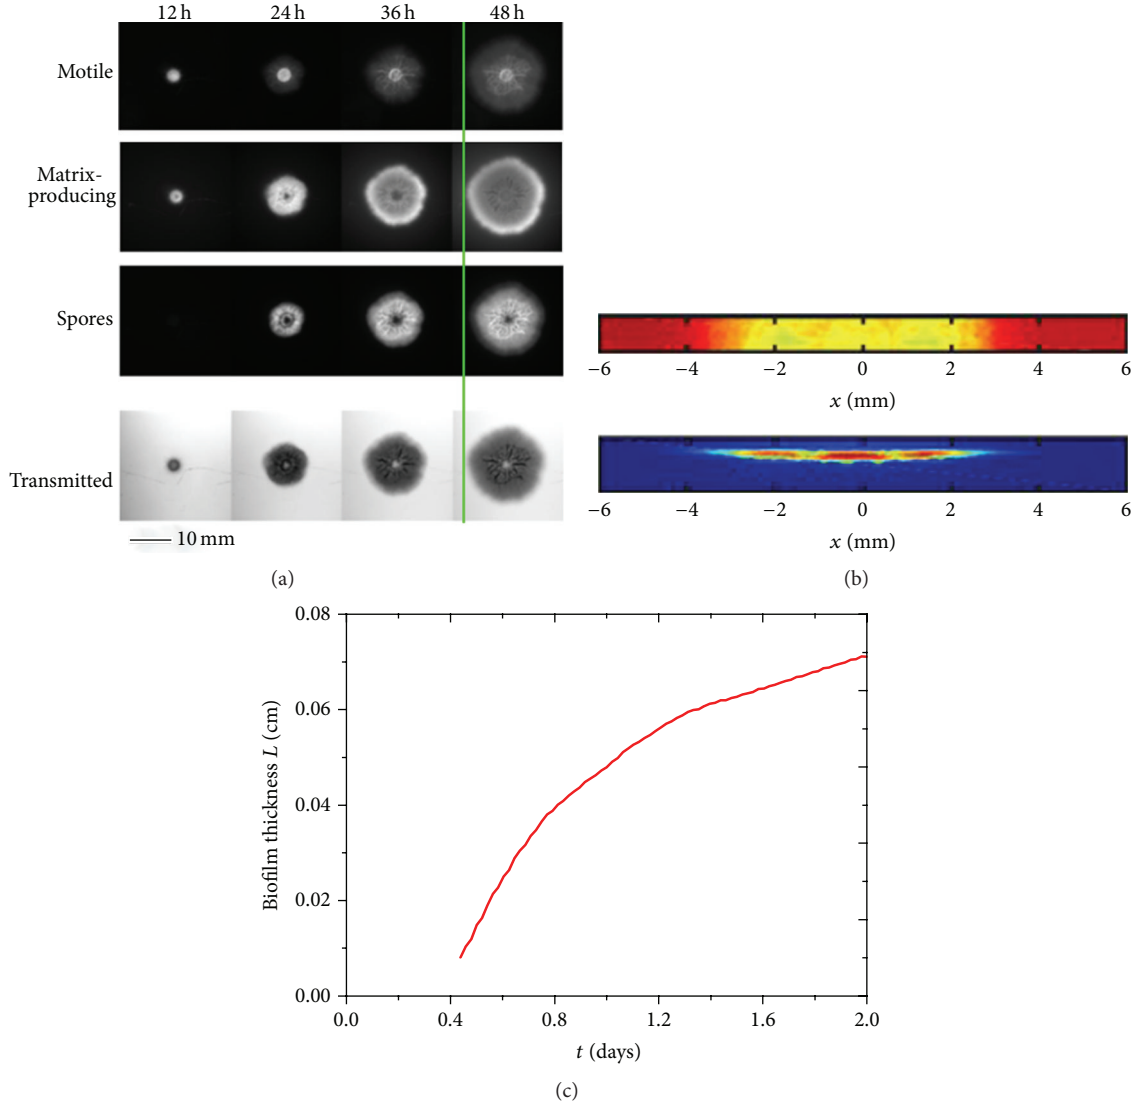 12 h 24 h 36 h 48 h
Motile
Matrix-
producing
Spores
Transmitted
10 mm
(a)
−6 −4 −2 0 2 4 6
x (mm)
−6 −4 −2 0 2 4 6
x (mm)
(b)
0.08
0.06
0.04
0.02
0.00
Biofilm thickness L (cm)
0.0 0.4 0.8 1.2 1.6 2.0
t (days)
(c)